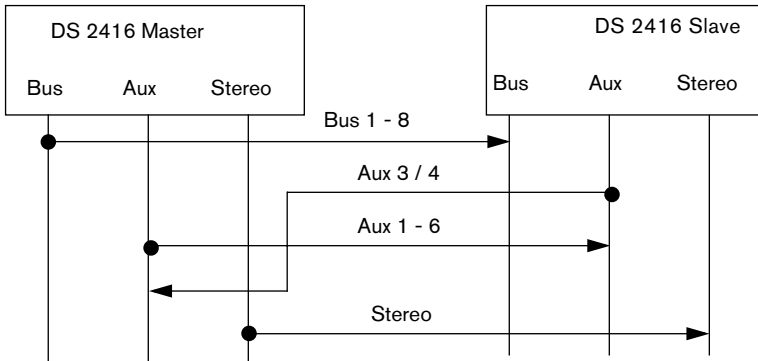 DS 2416 Master
DS 2416 Slave
Bus Aux Stereo
Bus Aux Stereo
Bus 1 - 8
Aux 3 / 4
Aux 1 - 6
Stereo